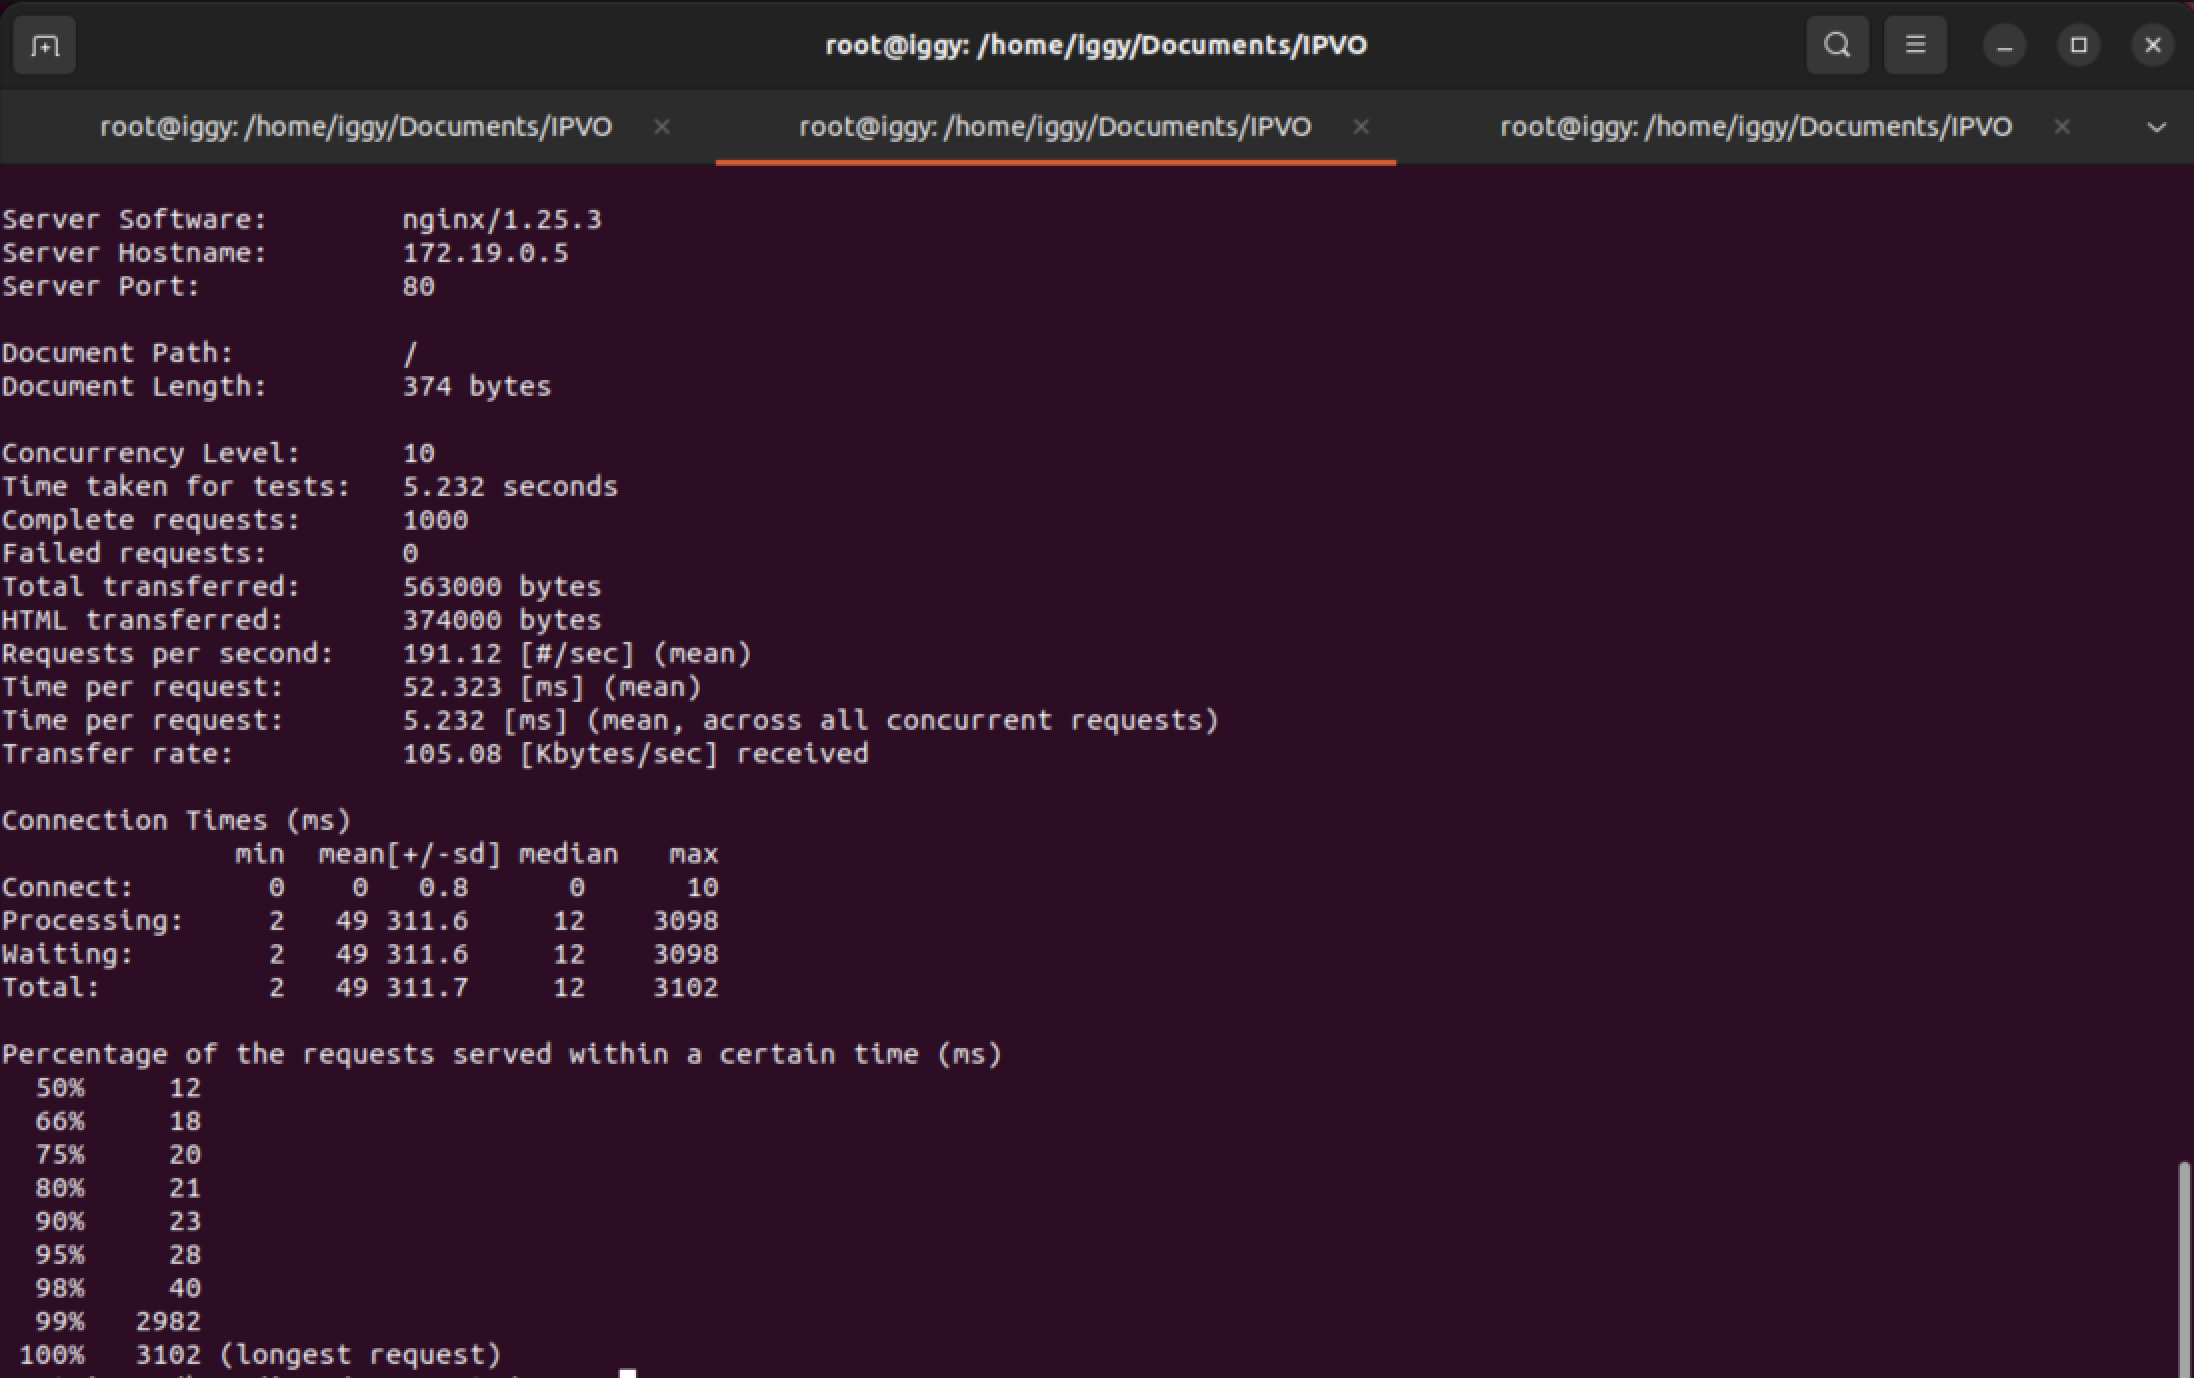 root@iggy: /home/iggy/Documents/IPVO
root@iggy: /home/iggy/Documents/IPVO × root@iggy: /home/iggy/Documents/IPVO × root@iggy: /home/iggy/Documents/IPVO ×
Server Software: nginx/1.25.3
Server Hostname: 172.19.0.5
Server Port: 80
Document Path: /
Document Length: 374 bytes
Concurrency Level: 10
Time taken for tests: 5.232 seconds
Complete requests: 1000
Failed requests: 0
Total transferred: 563000 bytes
HTML transferred: 374000 bytes
Requests per second: 191.12 [#/sec] (mean)
Time per request: 52.323 [ms] (mean)
Time per request: 5.232 [ms] (mean, across all concurrent requests)
Transfer rate: 105.08 [Kbytes/sec] received
Connection Times (ms)
min mean[+/-sd] median max
Connect: 0 0 0.8 0 10
Processing: 2 49 311.6 12 3098
Waiting: 2 49 311.6 12 3098
Total: 2 49 311.7 12 3102
Percentage of the requests served within a certain time (ms)
50% 12
66% 18
75% 20
80% 21
90% 23
95% 28
98% 40
99% 2982
100% 3102 (longest request)